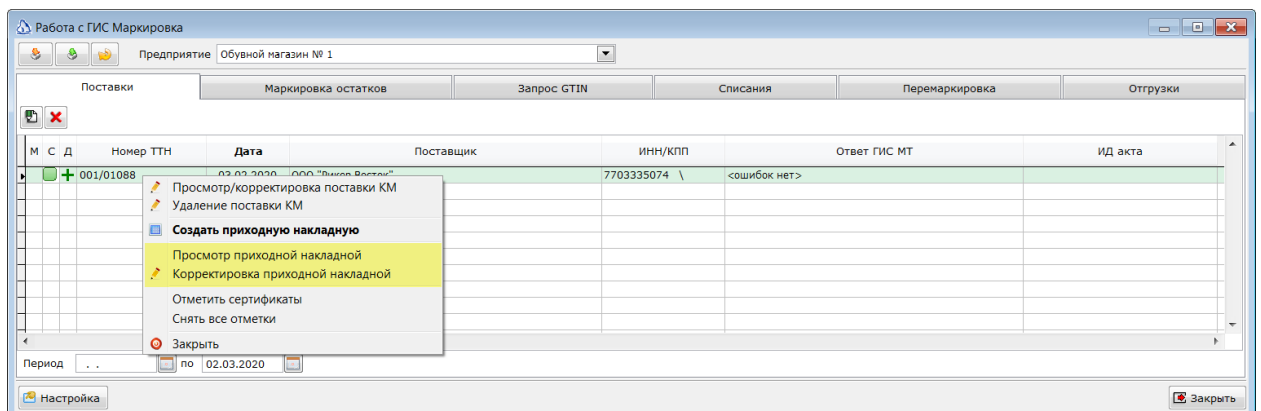 Работа с ГИС Маркировка
Предприятие Обувной магазин № 1
Поставки Маркировка остатков Запрос GTIN Списания Перемаркировка Отгрузки
М С Д Номер ТТН Дата Поставщик ИНН/КПП Ответ ГИС МТ ИД акта
001/01088 03.02.2020 ООО "Рикор Восток" 7703335074 \ <ошибок нет>
Просмотр/корректировка поставки КМ
Удаление поставки КМ
Создать приходную накладную
Просмотр приходной накладной
Корректировка приходной накладной
Отметить сертификаты
Снять все отметки
Закрыть
Период . . по 02.03.2020
Настройка Закрыть